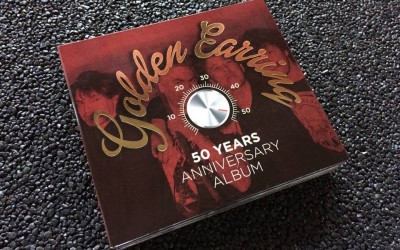 Golden Earring
10 20 30 40 50
50 YEARS
ANNIVERSARY
ALBUM